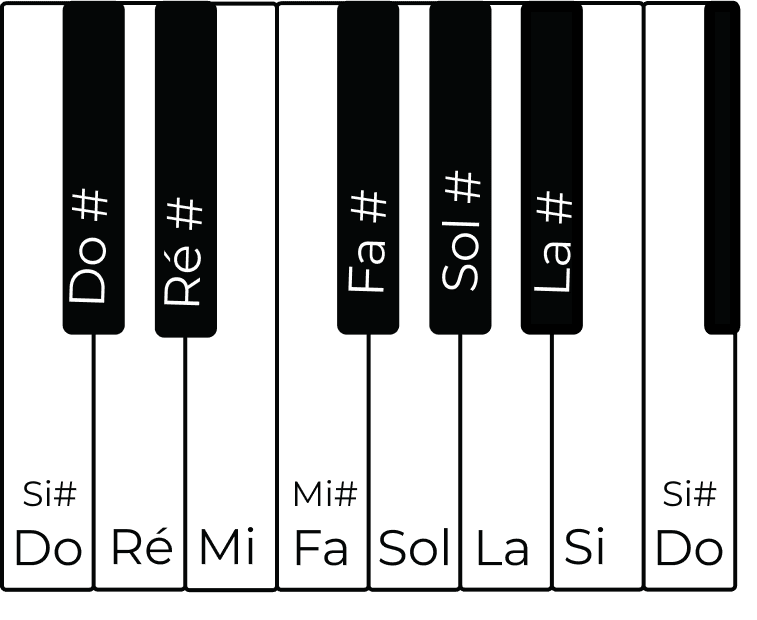 Do #
Ré #
Fa #
Sol #
La #
Si#
Mi#
Si#
Do
Ré
Mi
Fa
Sol
La
Si
Do